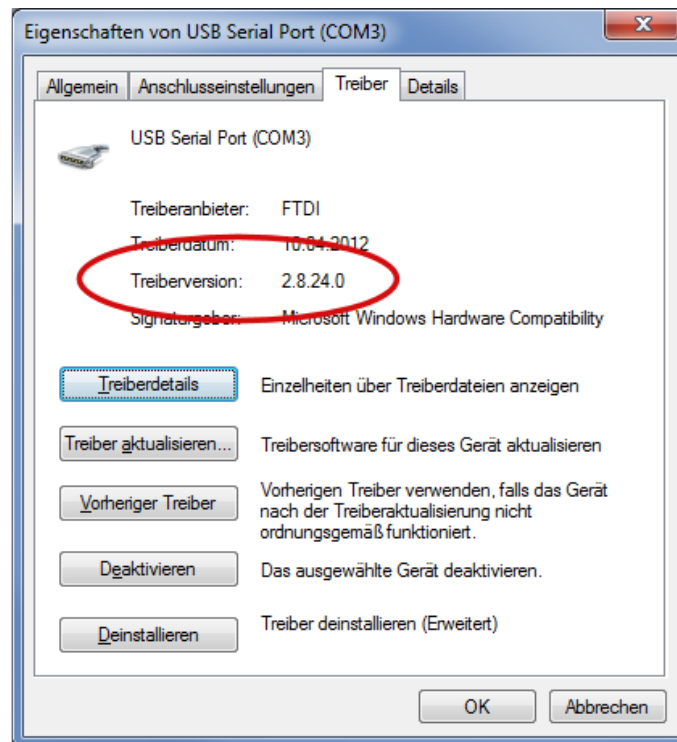 Eigenschaften von USB Serial Port (COM3)
Allgemein Anschlusseinstellungen Treiber Details
USB Serial Port (COM3)
Treiberanbieter: FTDI
Treiberdatum: 10.04.2012
Treiberversion: 2.8.24.0
Signaturgeber: Microsoft Windows Hardware Compatibility
Treiberdetails Einzelheiten über Treiberdateien anzeigen
Treiber aktualisieren... Treibersoftware für dieses Gerät aktualisieren
Vorheriger Treiber Vorherigen Treiber verwenden, falls das Gerät
nach der Treiberaktualisierung nicht
ordnungsgemäß funktioniert.
Deaktivieren Das ausgewählte Gerät deaktivieren.
Deinstallieren Treiber deinstallieren (Erweitert)
OK Abbrechen